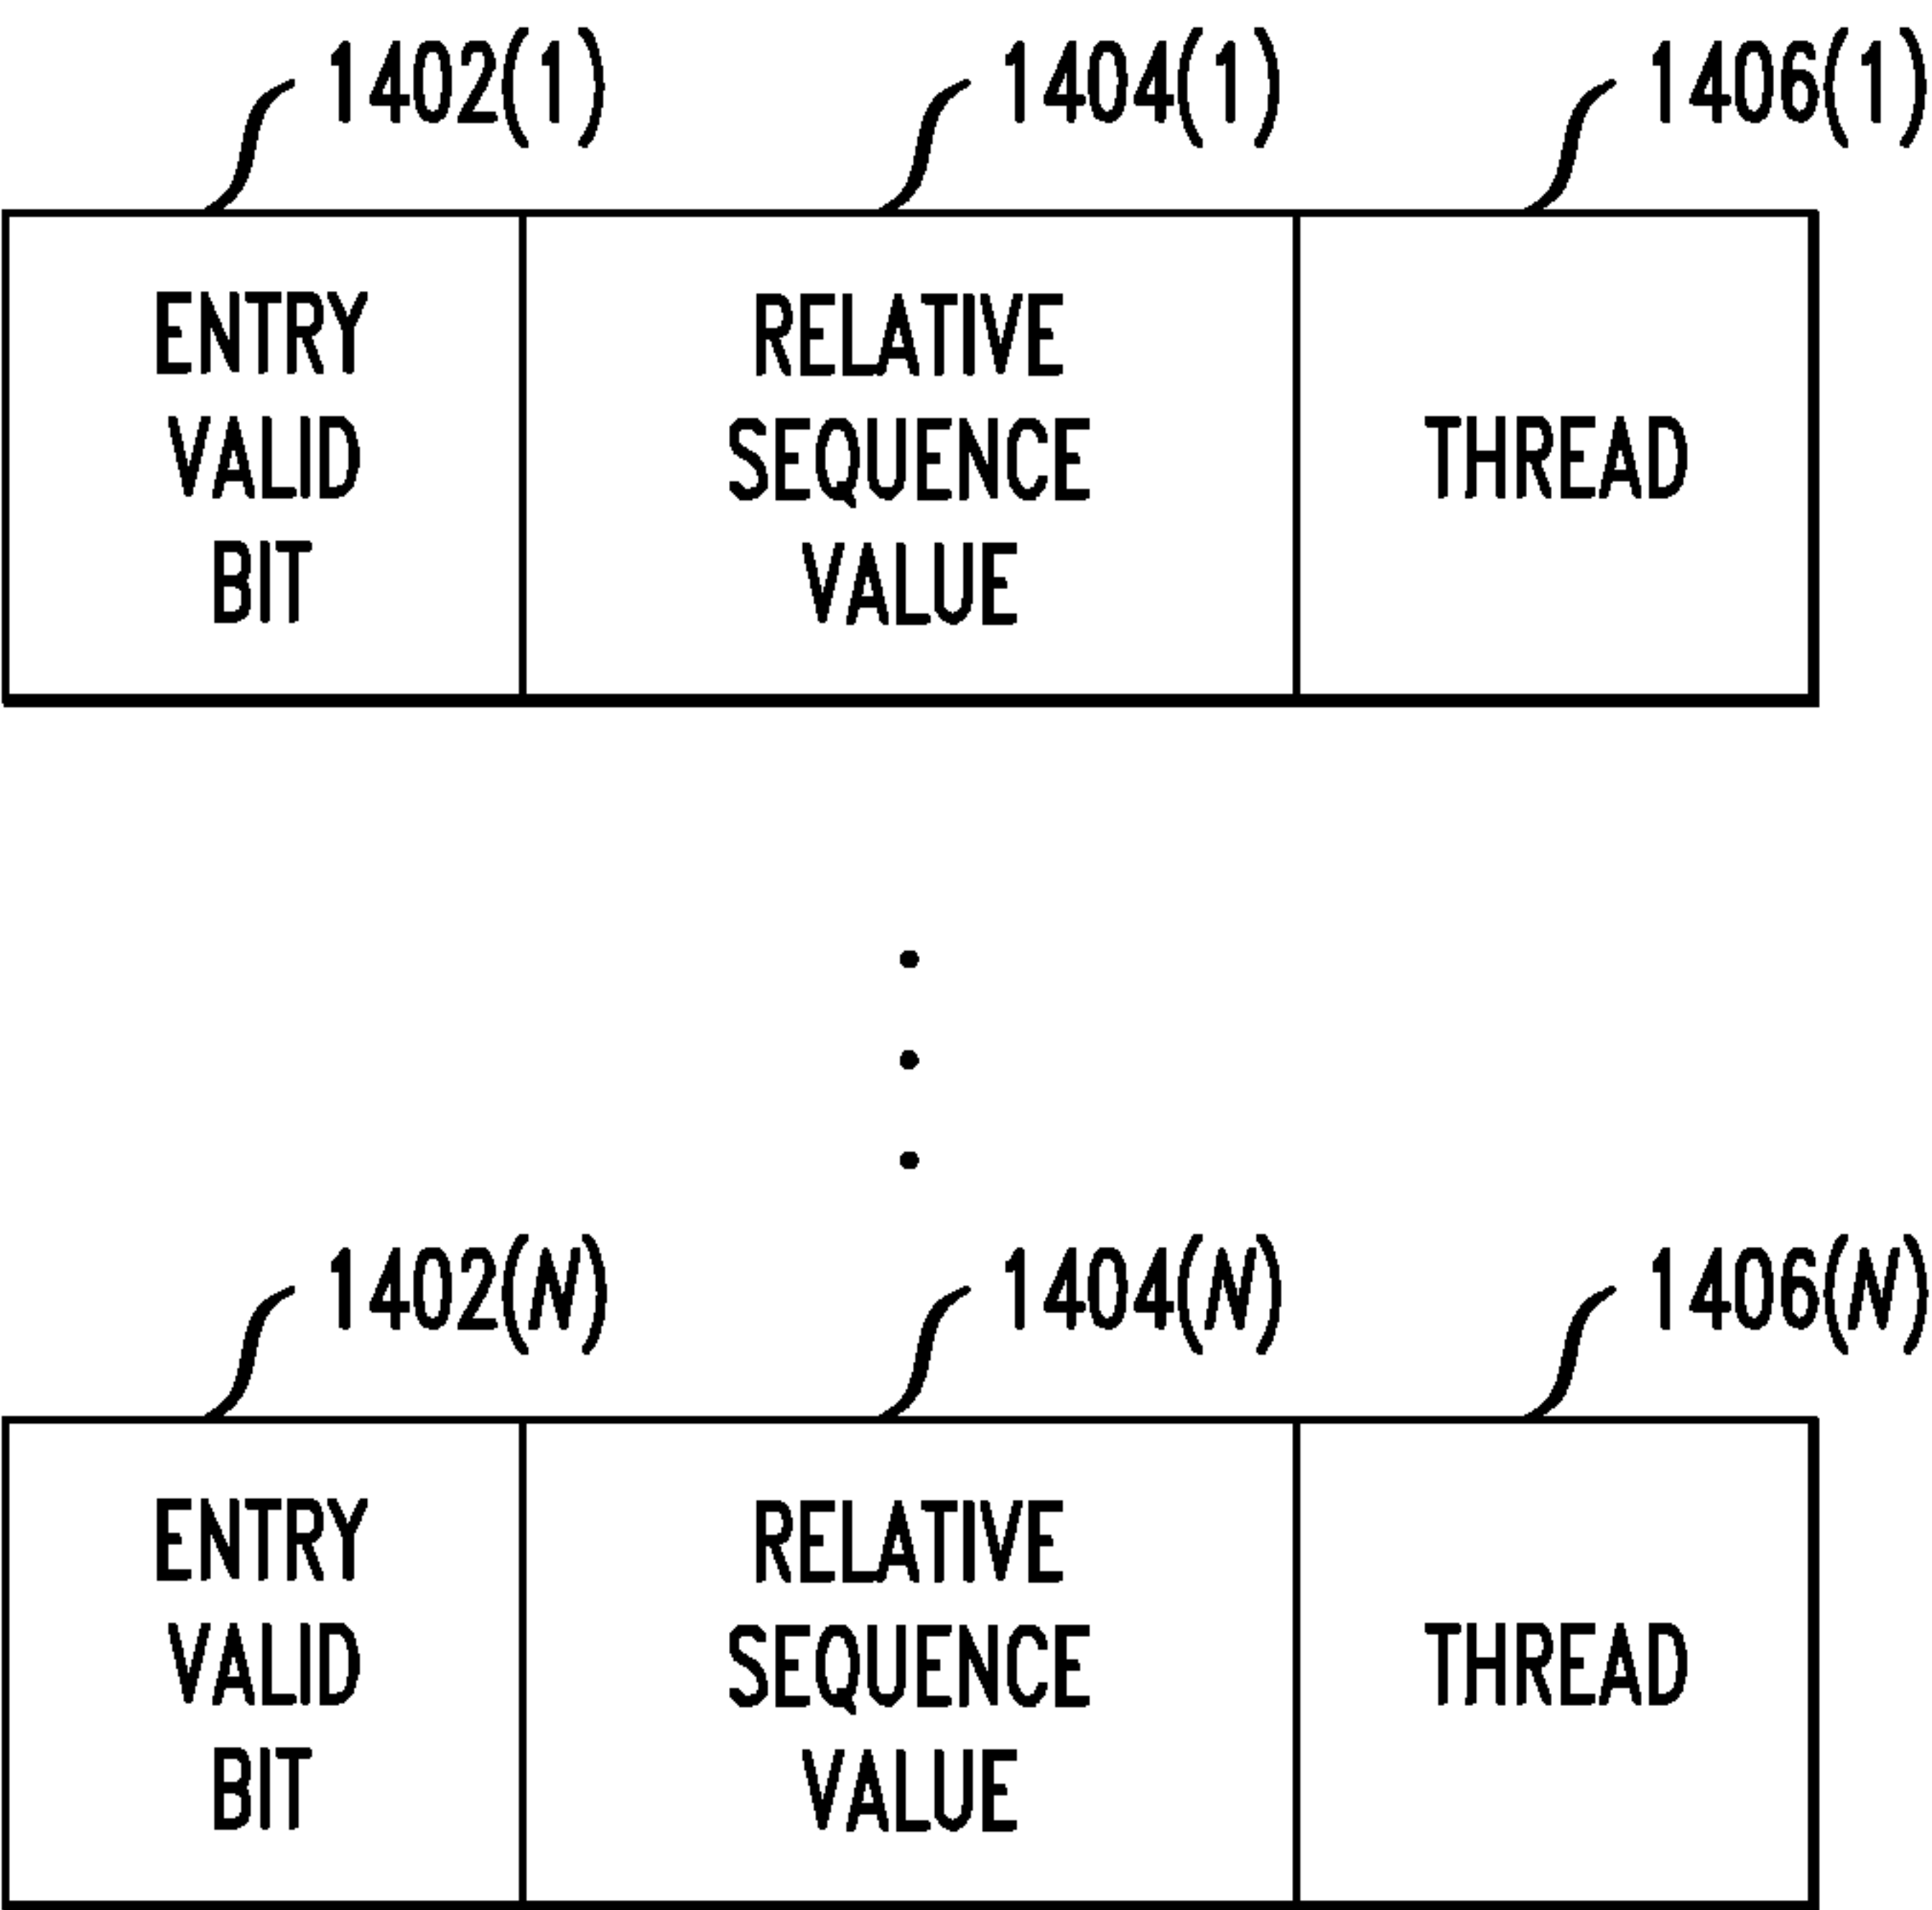 1402(1) 1404(1) 1406(1)
ENTRY
VALID
BIT
RELATIVE
SEQUENCE
VALUE
THREAD
1402(N) 1404(N) 1406(N)
ENTRY
VALID
BIT
RELATIVE
SEQUENCE
VALUE
THREAD